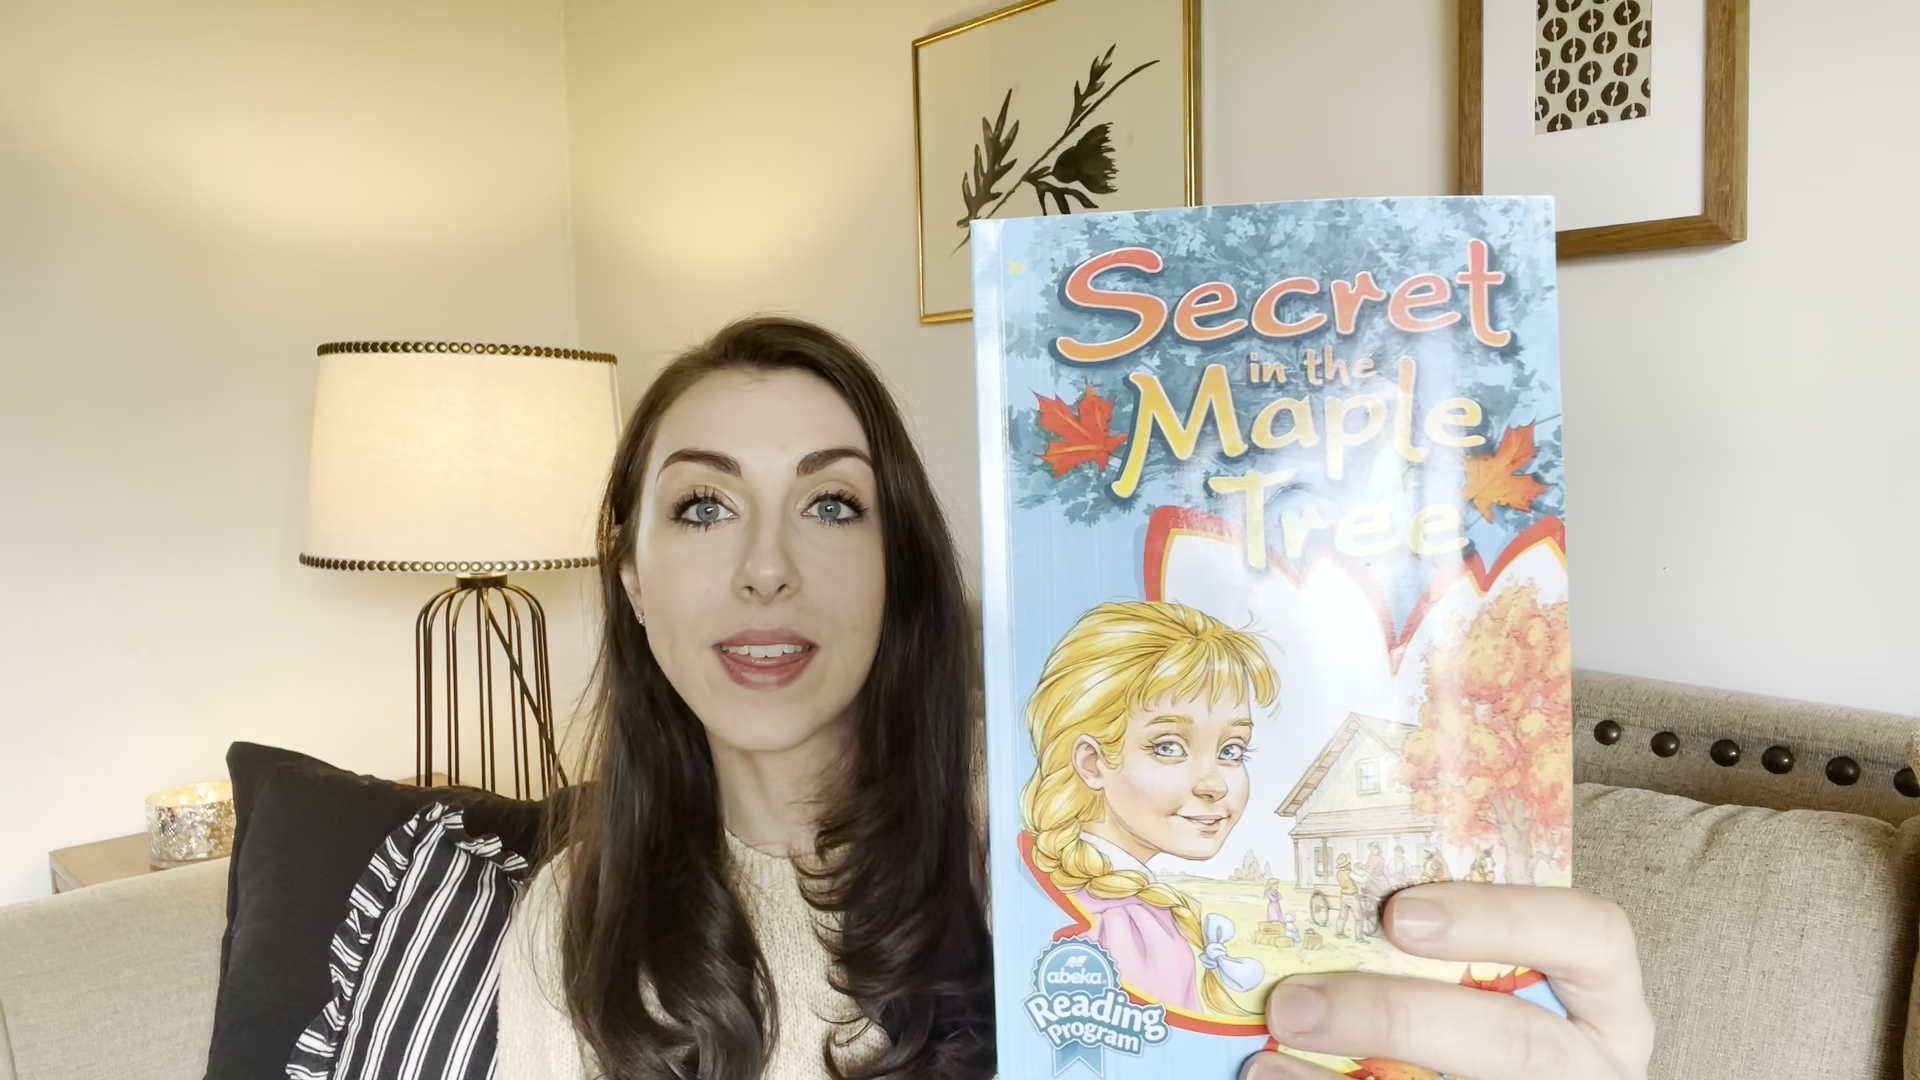 Secret
in the
Maple
Tree
abeka
Reading
Program